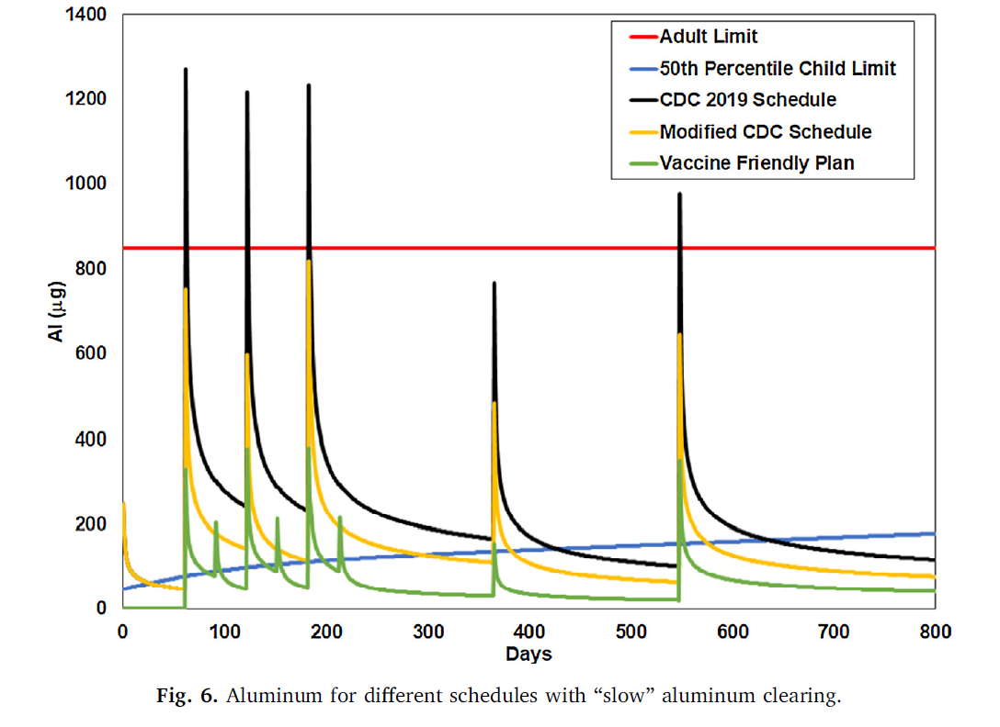 1400
1200
1000
800
600
400
200
0
Al (μg)
0 100 200 300 400 500 600 700 800
Days
Adult Limit
50th Percentile Child Limit
CDC 2019 Schedule
Modified CDC Schedule
Vaccine Friendly Plan
Fig. 6. Aluminum for different schedules with “slow” aluminum clearing.